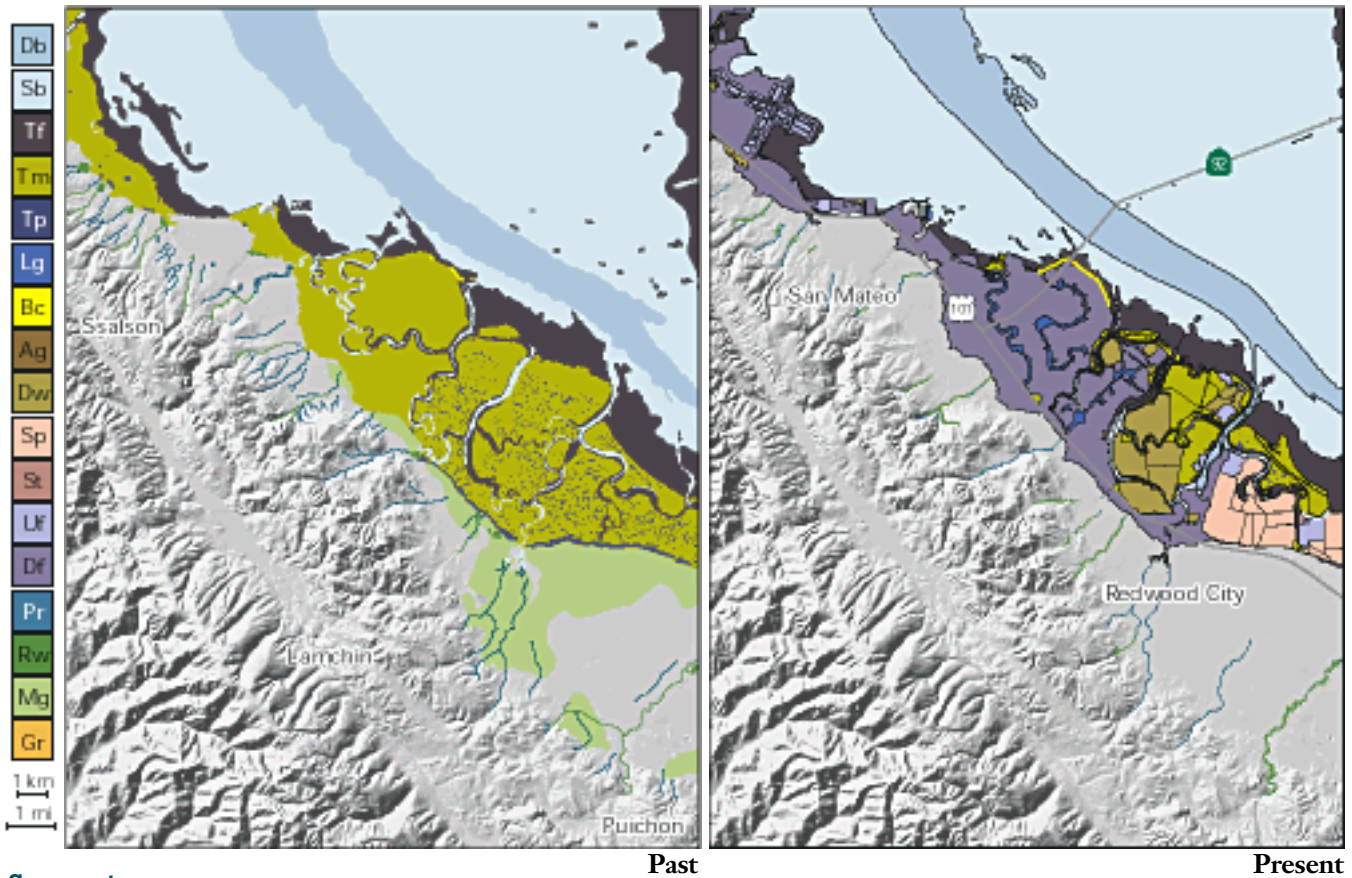 Db
Sb
Tf
Tm
Tp
Lg
Bc
Ag
Dw
Sp
St
Uf
Df
Pr
Rw
Mg
Gr
1 km
1 mi
Ssalson
Lamchin
Puichon
Past
92
San Mateo
101
Redwood City
Present